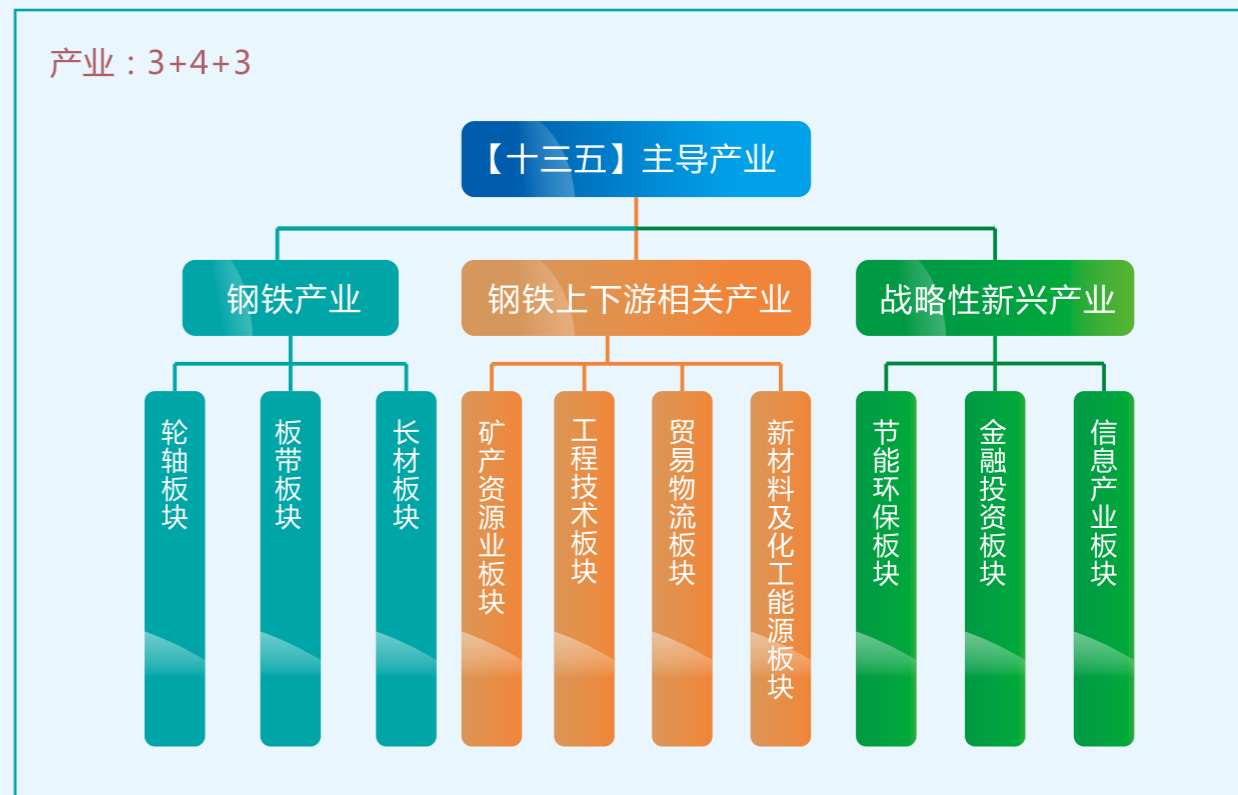 产业：3+4+3
【十三五】主导产业
钢铁产业
钢铁上下游相关产业
战略性新兴产业
轮轴板块
板带板块
长材板块
矿产资源业板块
工程技术板块
贸易物流板块
新材料及化工能源板块
节能环保板块
金融投资板块
信息产业板块